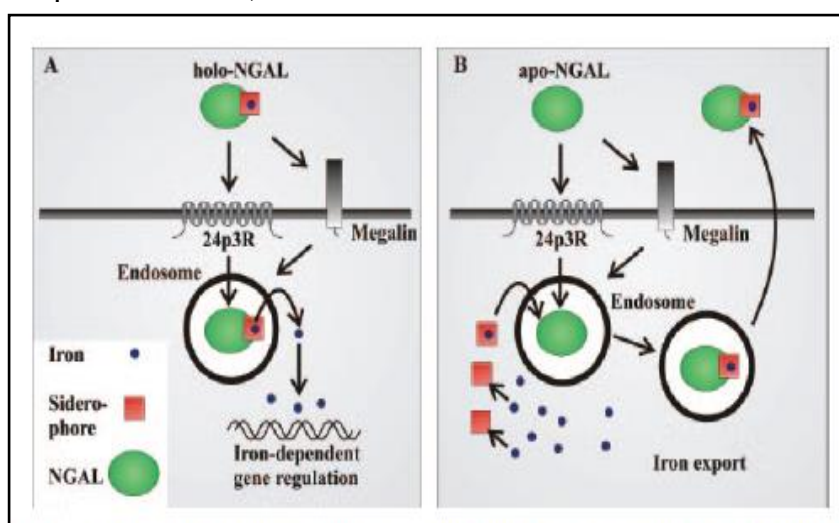 A
holo-NGAL
24p3R
Megalin
Endosome
Iron
Sidero-
phore
NGAL
Iron-dependent
gene regulation
B
apo-NGAL
24p3R
Megalin
Endosome
Iron export